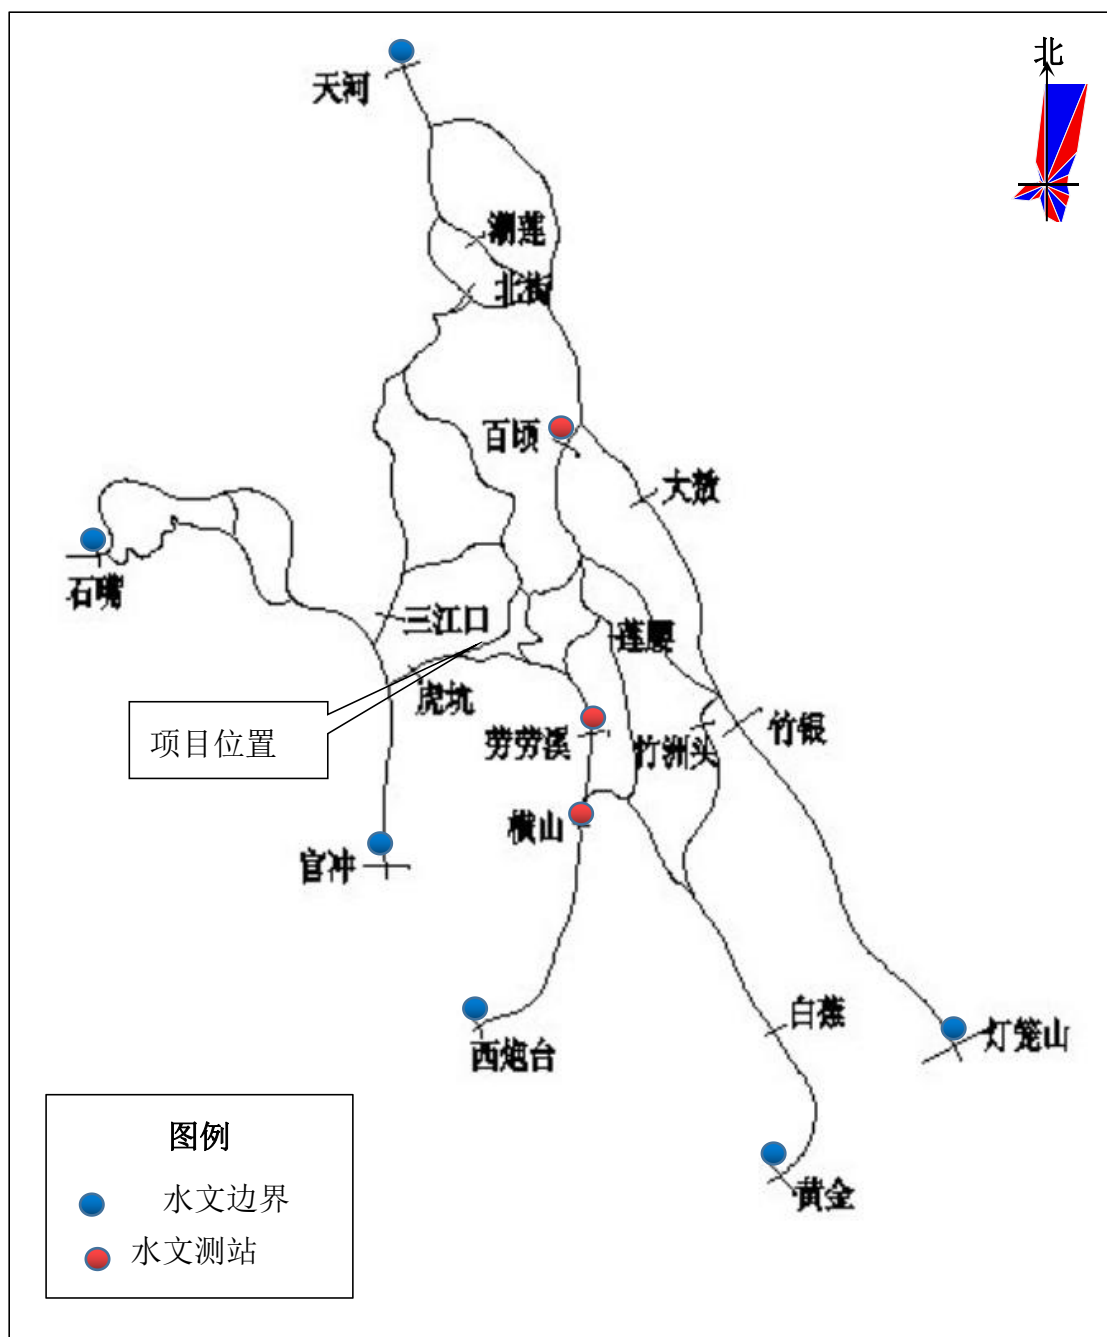 北
天河
潮莲
北街
百顷
大敖
石嘴
三江口
莲腰
虎坑
项目位置
劳劳溪
竹洲头
竹银
横山
官冲
白蕉
西炮台
灯笼山
黄金
图例
水文边界
水文测站